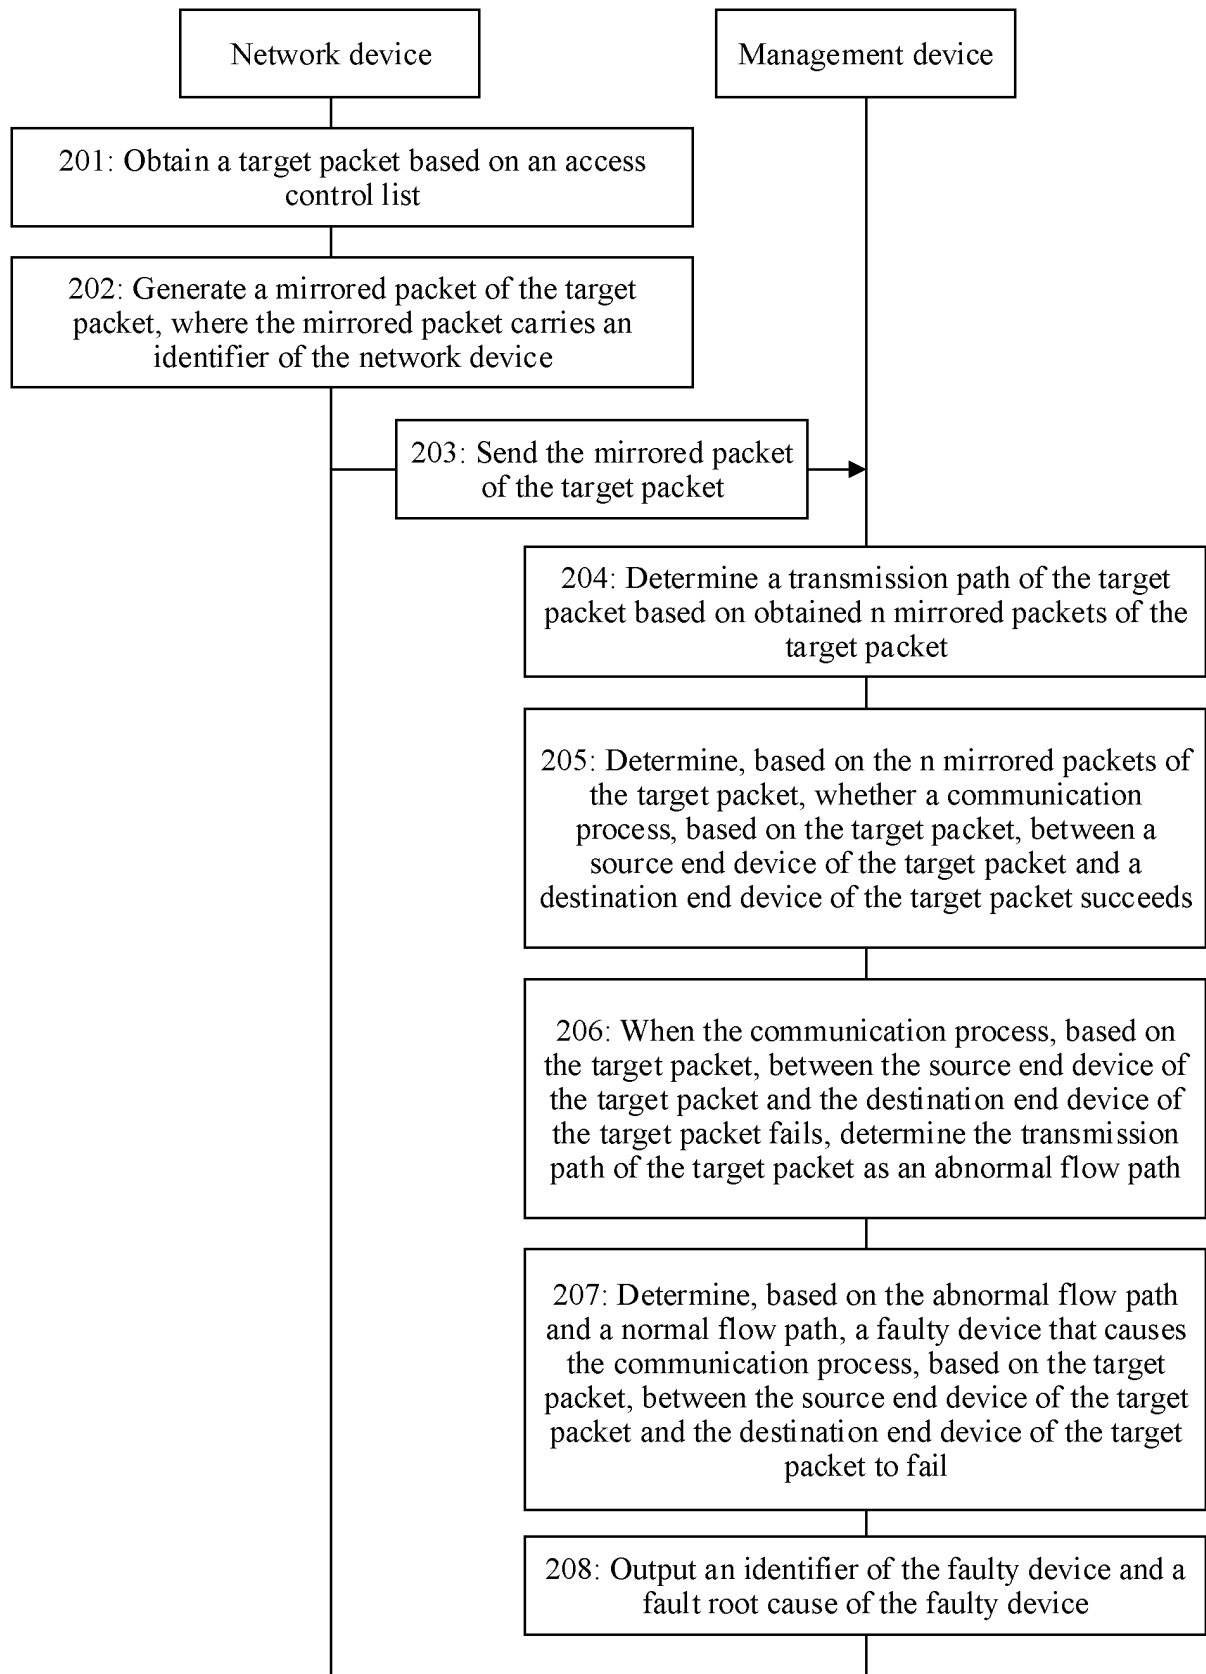 Network device
Management device
201: Obtain a target packet based on an access
control list
202: Generate a mirrored packet of the target
packet, where the mirrored packet carries an
identifier of the network device
203: Send the mirrored packet
of the target packet
204: Determine a transmission path of the target
packet based on obtained n mirrored packets of the
target packet
205: Determine, based on the n mirrored packets of
the target packet, whether a communication
process, based on the target packet, between a
source end device of the target packet and a
destination end device of the target packet succeeds
206: When the communication process, based on
the target packet, between the source end device of
the target packet and the destination end device of
the target packet fails, determine the transmission
path of the target packet as an abnormal flow path
207: Determine, based on the abnormal flow path
and a normal flow path, a faulty device that causes
the communication process, based on the target
packet, between the source end device of the target
packet and the destination end device of the target
packet to fail
208: Output an identifier of the faulty device and a
fault root cause of the faulty device